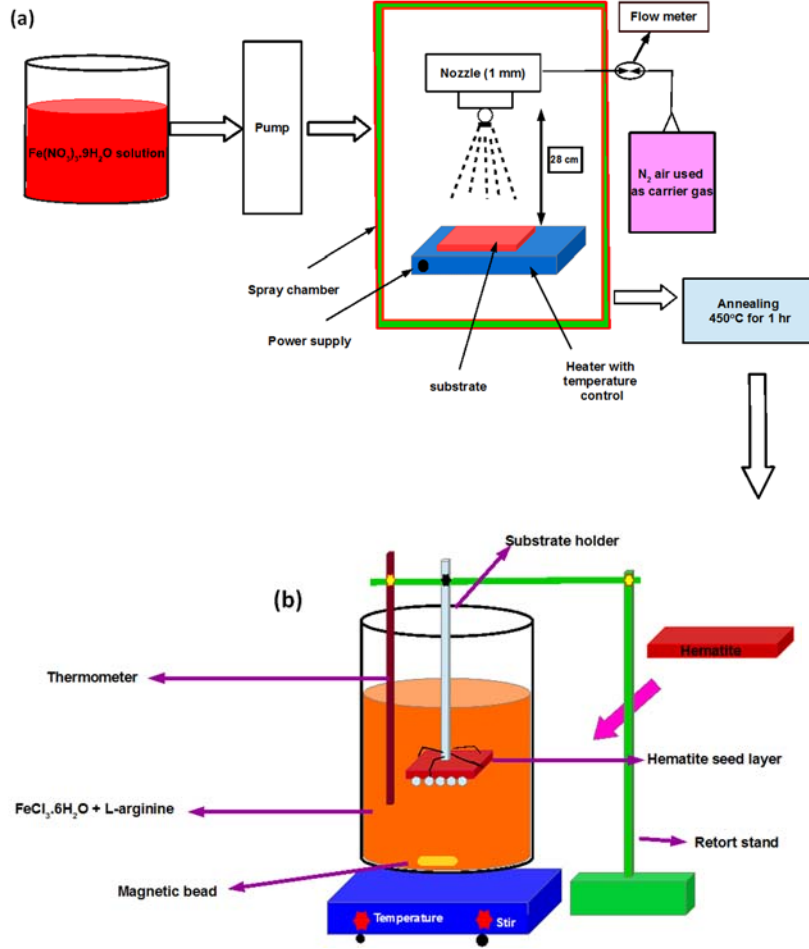 (a)
Flow meter
Nozzle (1 mm)
Pump
Fe(NO₃)₃.9H₂O solution
28 cm
N₂ air used
as carrier gas
Spray chamber
Annealing
450°C for 1 hr
Power supply
substrate
Heater with
temperature
control
Substrate holder
(b)
Hematite
Thermometer
Hematite seed layer
FeCl₃.6H₂O + L-arginine
Retort stand
Magnetic bead
Temperature
Stir